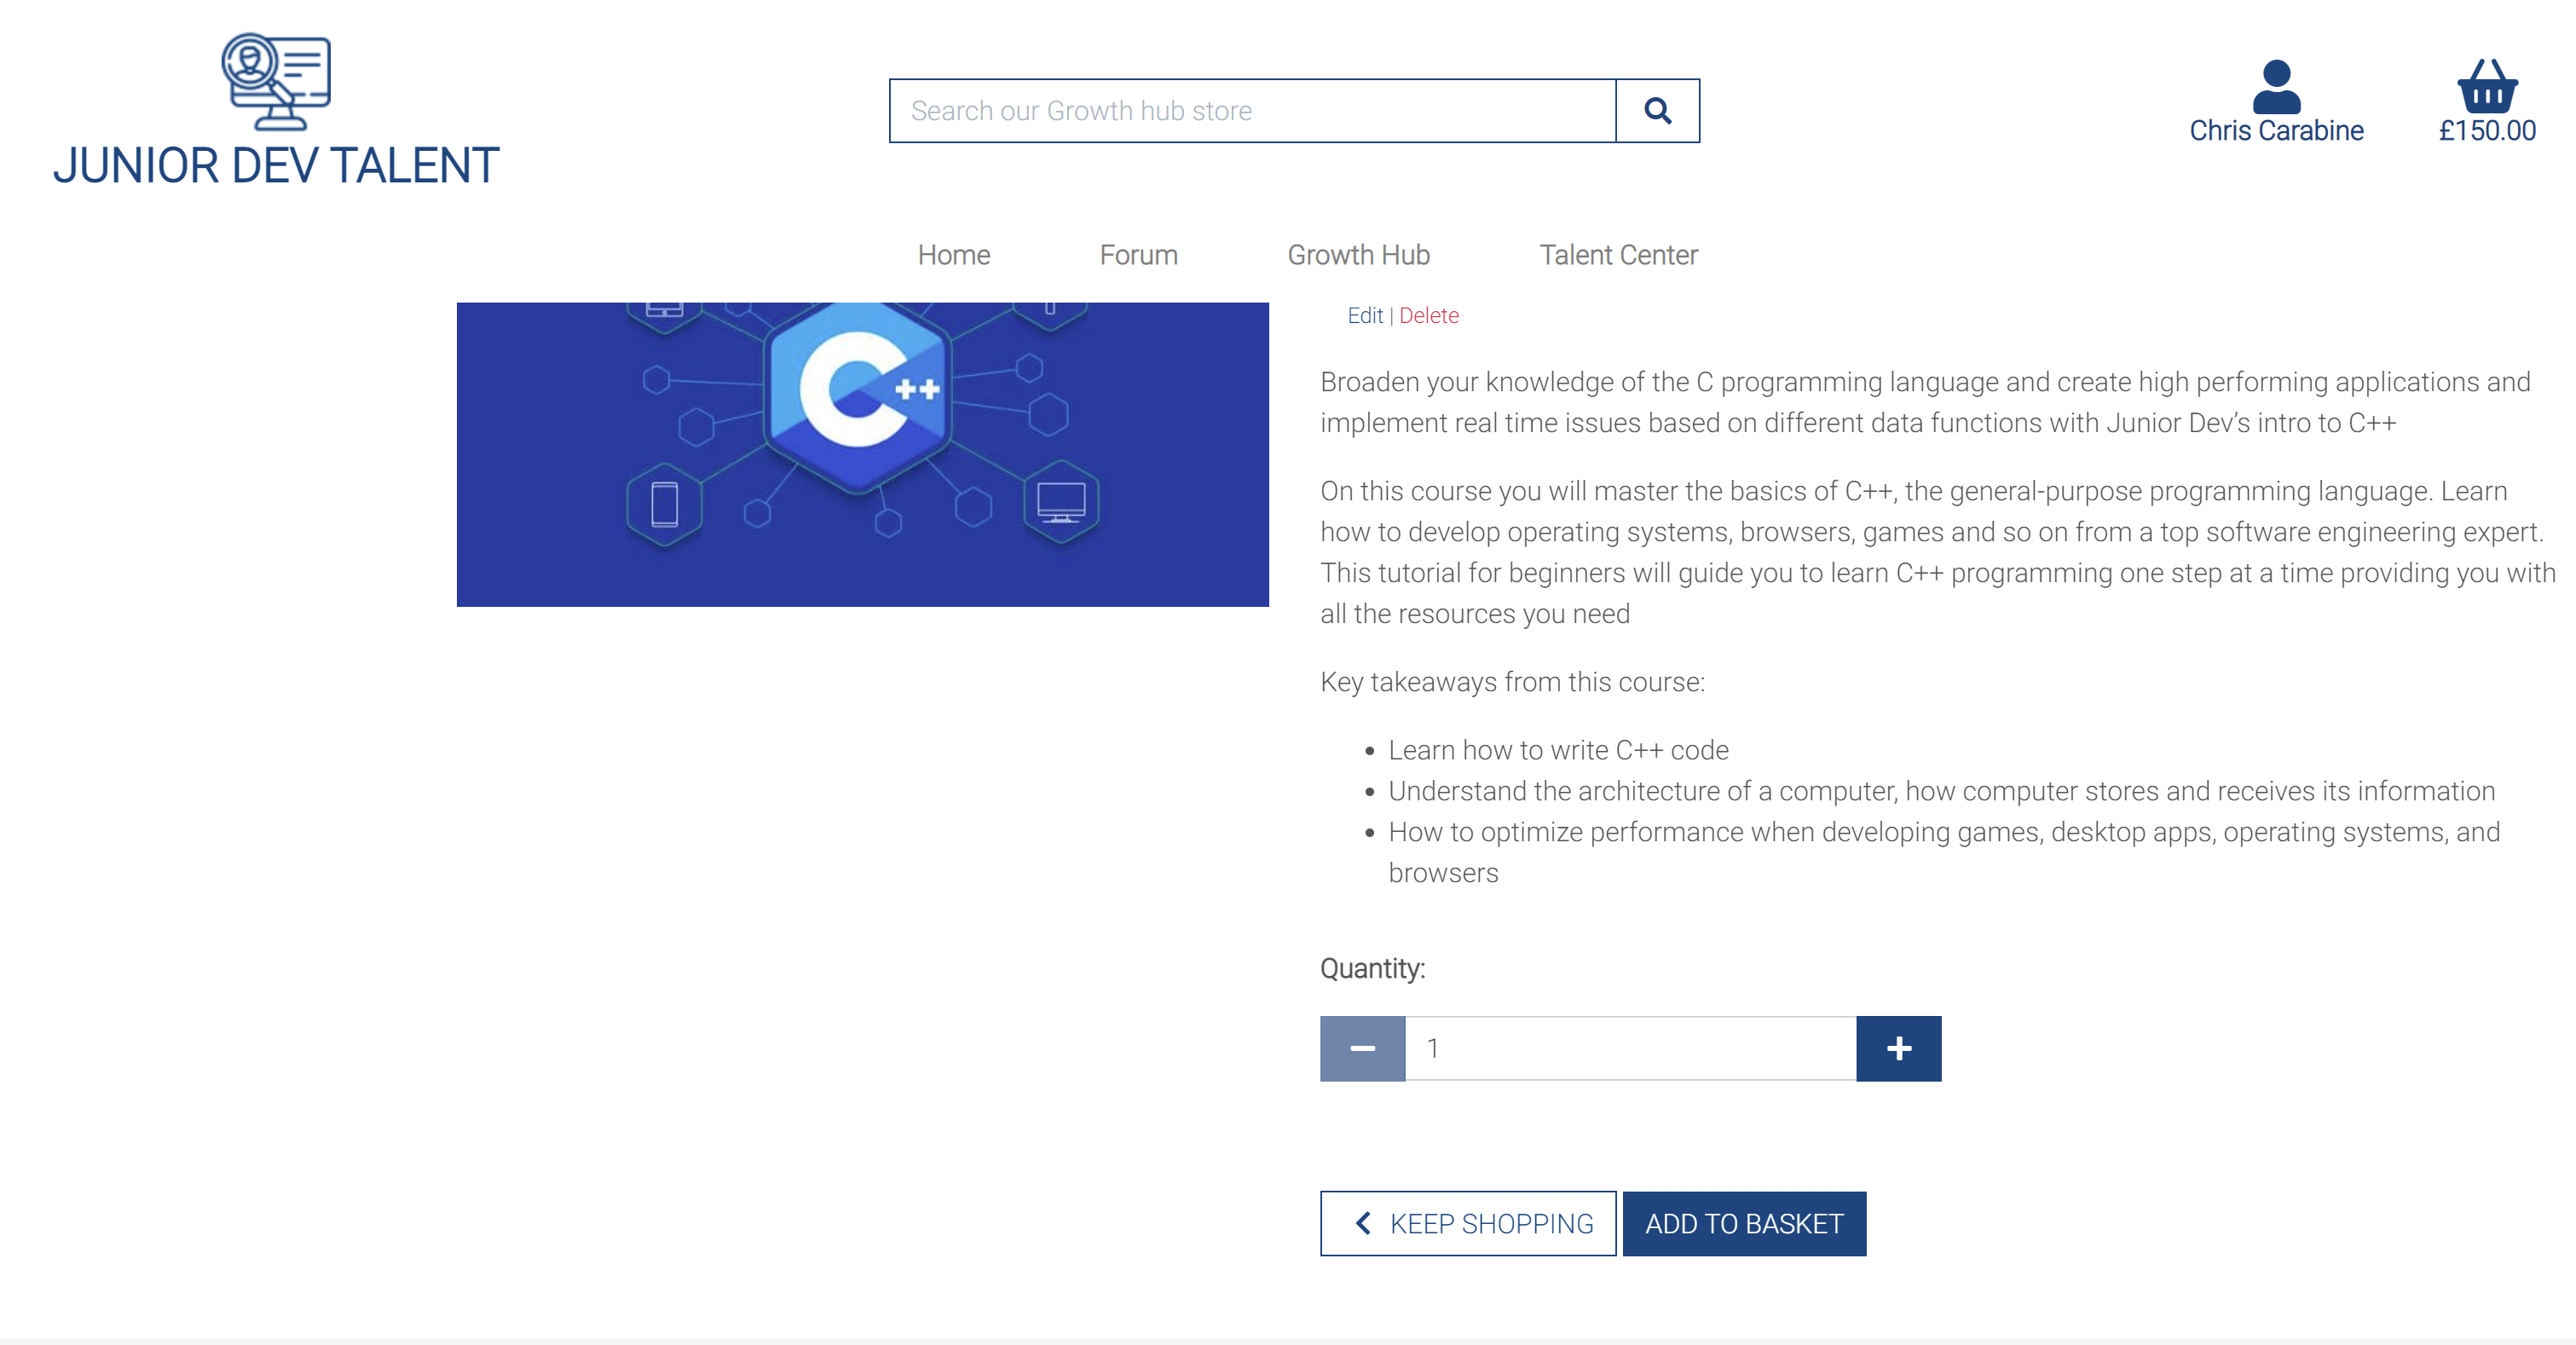 JUNIOR DEV TALENT
Search our Growth hub store
Chris Carabine
£150.00
Home
Forum
Growth Hub
Talent Center
C++
Edit | Delete
Broaden your knowledge of the C programming language and create high performing applications and
implement real time issues based on different data functions with Junior Dev’s intro to C++
On this course you will master the basics of C++, the general-purpose programming language. Learn
how to develop operating systems, browsers, games and so on from a top software engineering expert.
This tutorial for beginners will guide you to learn C++ programming one step at a time providing you with
all the resources you need
Key takeaways from this course:
• Learn how to write C++ code
• Understand the architecture of a computer, how computer stores and receives its information
• How to optimize performance when developing games, desktop apps, operating systems, and
browsers
Quantity:
1
KEEP SHOPPING
ADD TO BASKET